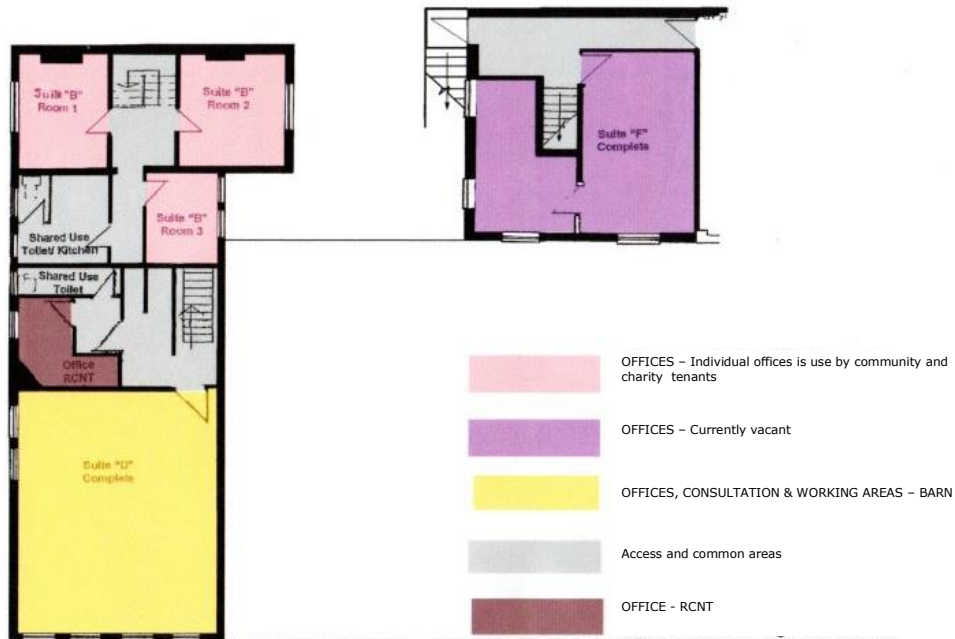 Suite "B"
Room 1
Suite "B"
Room 2
Suite "F"
Complete
Suite "B"
Room 3
Shared Use
Toilet/ Kitchen
Shared Use
Toilet
Office
RCNT
Suite "D"
Complete
OFFICES – Individual offices is use by community and
charity tenants
OFFICES – Currently vacant
OFFICES, CONSULTATION & WORKING AREAS – BARN
Access and common areas
OFFICE - RCNT